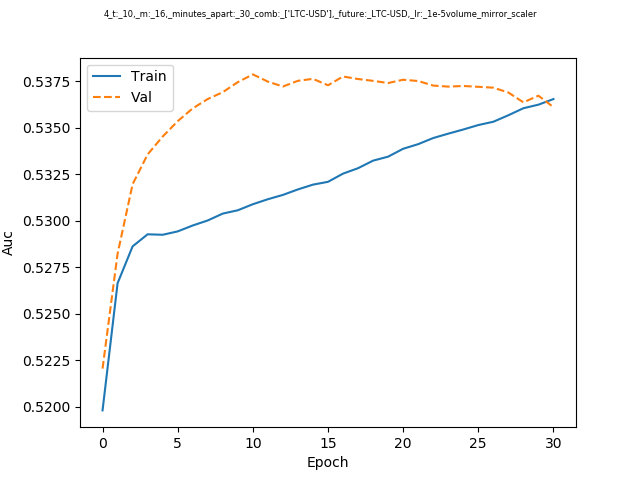 4_t:_10,_m:_16,_minutes_apart:_30_comb:_['LTC-USD'],_future:_LTC-USD,_lr:_1e-5volume_mirror_scaler
Train
Val
0.5375
0.5350
0.5325
0.5300
0.5275
0.5250
0.5225
0.5200
Auc
0 5 10 15 20 25 30
Epoch